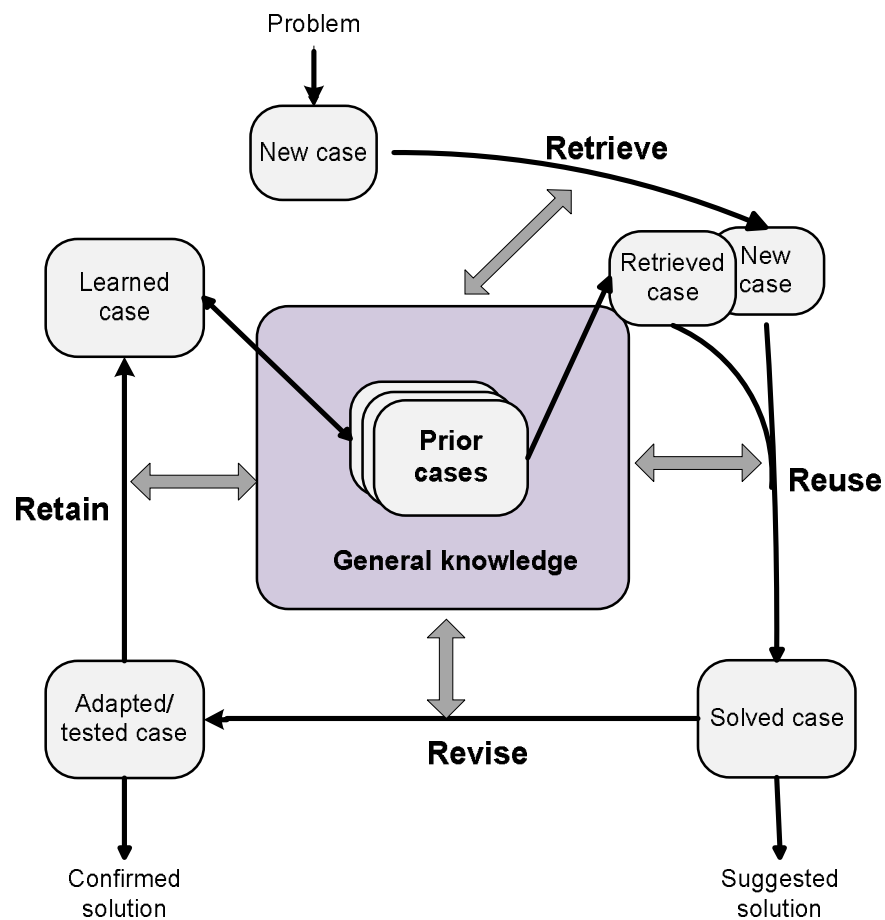 Problem
New case
Retrieve
Retrieved
case
New
case
Learned
case
Prior
cases
General knowledge
Reuse
Retain
Adapted/
tested case
Solved case
Revise
Confirmed
solution
Suggested
solution